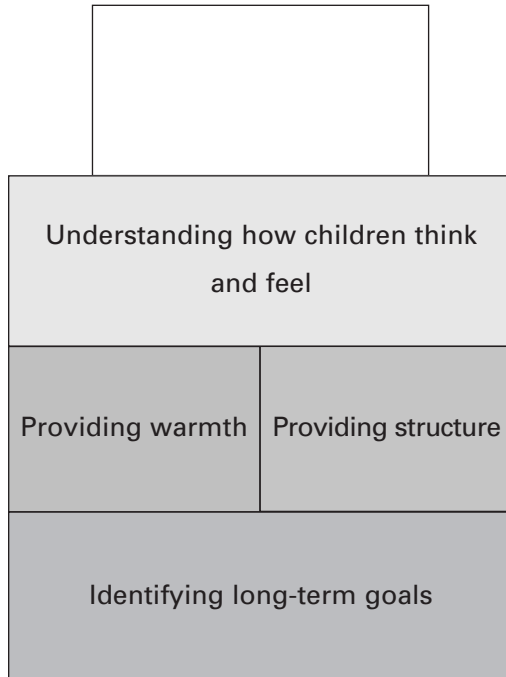 Understanding how children think
and feel
Providing warmth
Providing structure
Identifying long-term goals